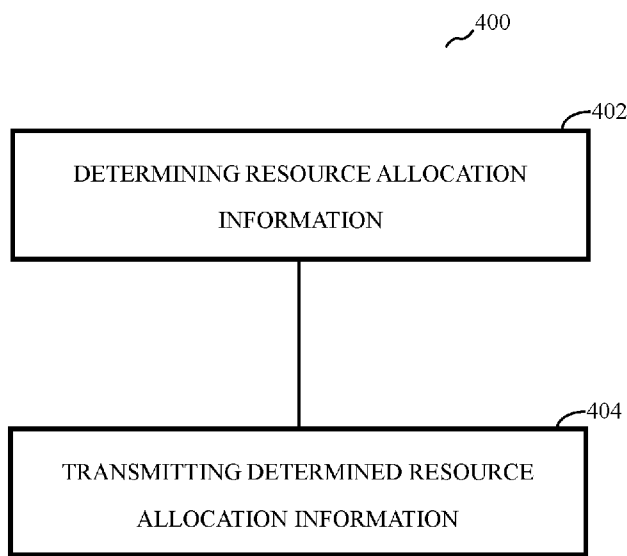 400
402
DETERMINING RESOURCE ALLOCATION
INFORMATION
404
TRANSMITTING DETERMINED RESOURCE
ALLOCATION INFORMATION